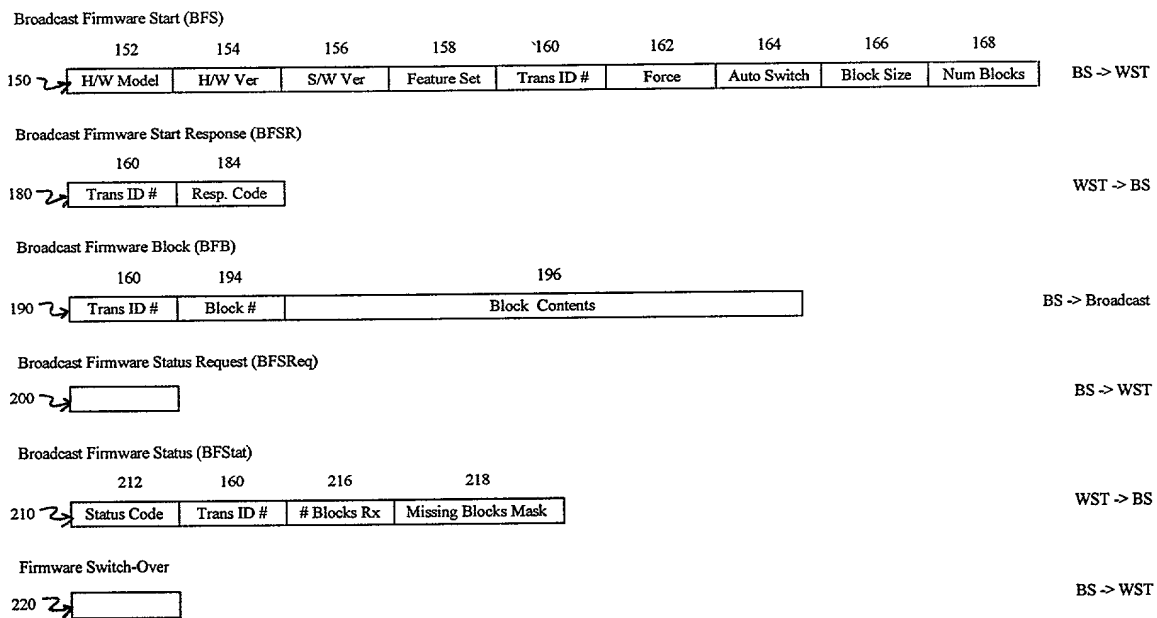 Broadcast Firmware Start (BFS)
152 154 156 158 160 162 164 166 168
150 H/W Model H/W Ver S/W Ver Feature Set Trans ID # Force Auto Switch Block Size Num Blocks BS -> WST
Broadcast Firmware Start Response (BFSR)
160 184
180 Trans ID # Resp. Code WST -> BS
Broadcast Firmware Block (BFB)
160 194 196
190 Trans ID # Block # Block Contents BS -> Broadcast
Broadcast Firmware Status Request (BFSReq)
200 BS -> WST
Broadcast Firmware Status (BFStat)
212 160 216 218
210 Status Code Trans ID # # Blocks Rx Missing Blocks Mask WST -> BS
Firmware Switch-Over
220 BS -> WST